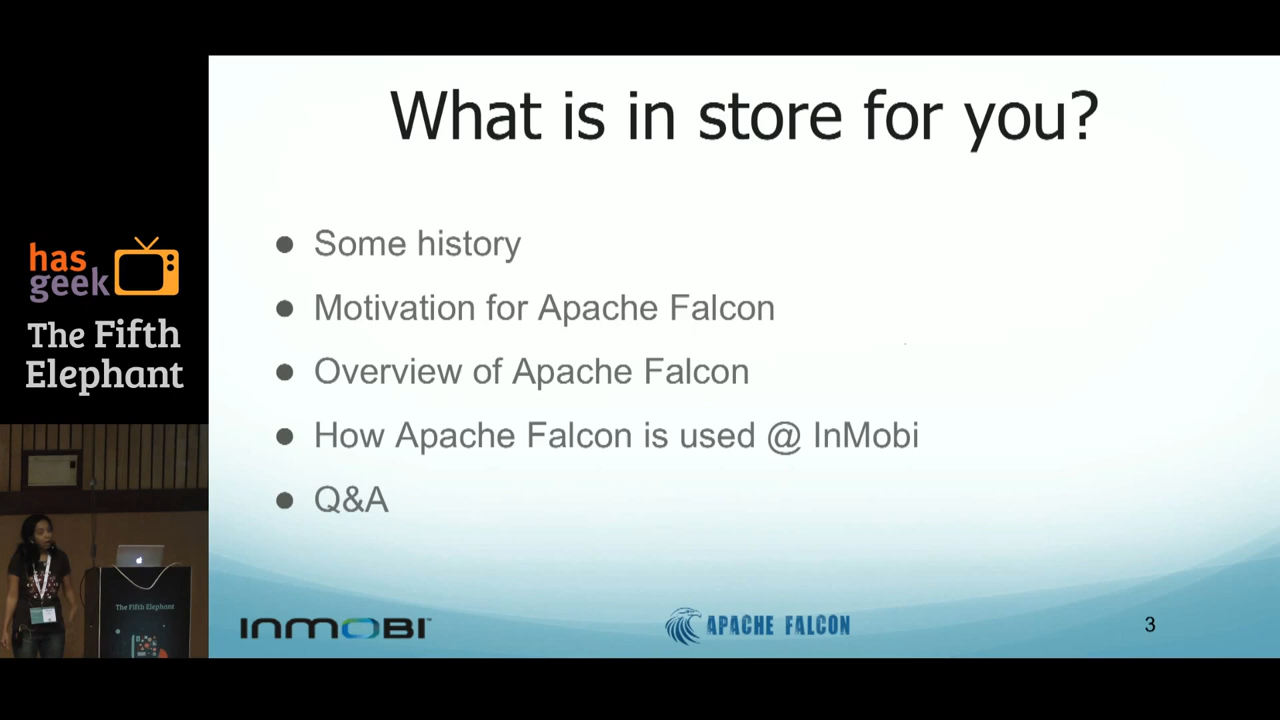 What is in store for you?
● Some history
● Motivation for Apache Falcon
● Overview of Apache Falcon
● How Apache Falcon is used @ InMobi
● Q&A
has
geek
The Fifth
Elephant
The Fifth Elephant
INMOBI™
APACHE FALCON
3